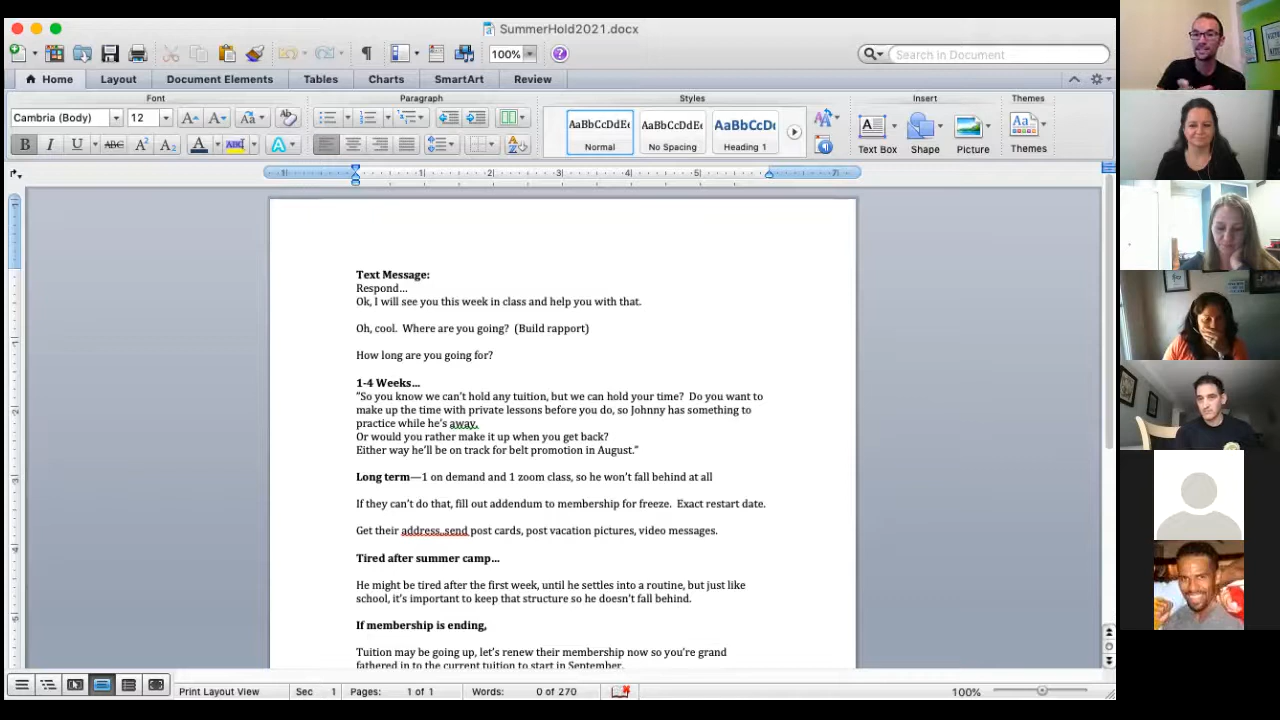 SummerHold2021.docx
100%
Search in Document
Home
Layout
Document Elements
Tables
Charts
SmartArt
Review
Font
Paragraph
Styles
Insert
Themes
Cambria (Body)
12
AaBbCcDdEe
Normal
AaBbCcDdEe
No Spacing
AaBbCcDc
Heading 1
Text Box
Shape
Picture
Themes
Text Message:
Respond…
Ok, I will see you this week in class and help you with that.
Oh, cool.  Where are you going?  (Build rapport)
How long are you going for?
1-4 Weeks…
"So you know we can't hold any tuition, but we can hold your time?  Do you want to
make up the time with private lessons before you do, so Johnny has something to
practice while he's away.
Or would you rather make it up when you get back?
Either way he'll be on track for belt promotion in August."
Long term—1 on demand and 1 zoom class, so he won't fall behind at all
If they can't do that, fill out addendum to membership for freeze.  Exact restart date.
Get their address..send post cards, post vacation pictures, video messages.
Tired after summer camp…
He might be tired after the first week, until he settles into a routine, but just like
school, it's important to keep that structure so he doesn't fall behind.
If membership is ending,
Tuition may be going up, let's renew their membership now so you're grand
fathered in to the current tuition to start in September.
Print Layout View
Sec 1
Pages: 1 of 1
Words: 0 of 270
100%